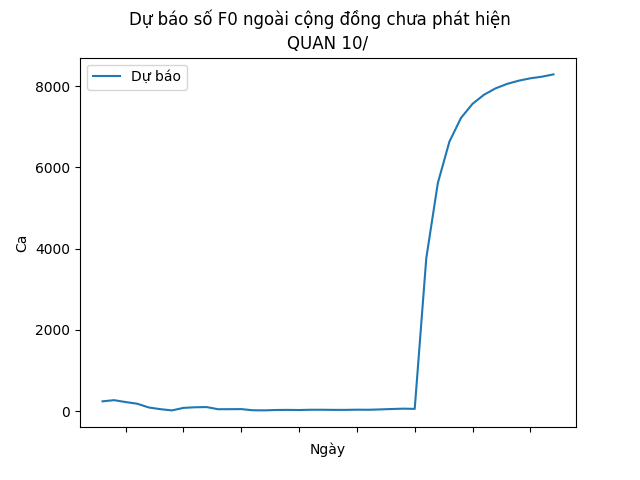 Dự báo số F0 ngoài cộng đồng chưa phát hiện
QUAN 10/
Dự báo
8000
6000
4000
2000
0
Ca
Ngày